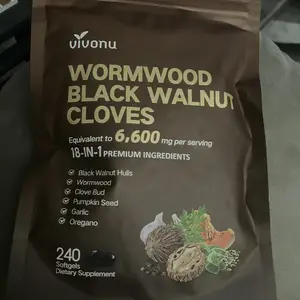 vivonu
WORMWOOD
BLACK WALNUT
CLOVES
Equivalent to 6,600 mg per serving
18-IN-1 PREMIUM INGREDIENTS
Black Walnut Hulls
Wormwood
Clove Bud
Pumpkin Seed
Garlic
Oregano
240
Softgels
Dietary Supplement